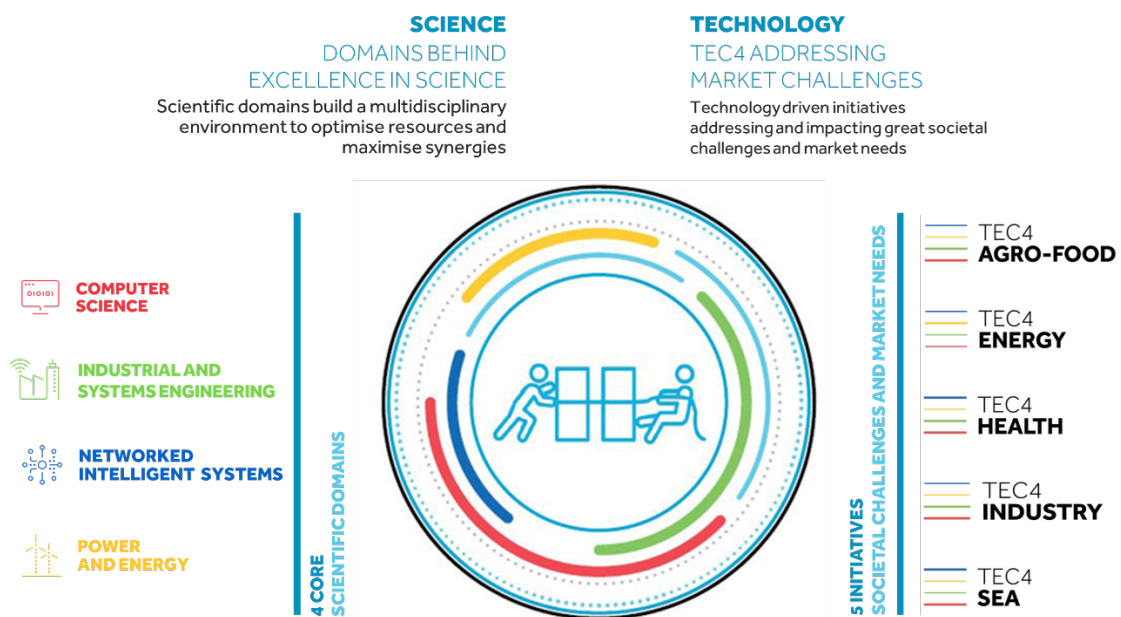 SCIENCE
DOMAINS BEHIND
EXCELLENCE IN SCIENCE
Scientific domains build a multidisciplinary
environment to optimise resources and
maximise synergies
TECHNOLOGY
TEC4 ADDRESSING
MARKET CHALLENGES
Technology driven initiatives
addressing and impacting great societal
challenges and market needs
010101
COMPUTER
SCIENCE
INDUSTRIAL AND
SYSTEMS ENGINEERING
NETWORKED
INTELLIGENT SYSTEMS
POWER
AND ENERGY
4 CORE
SCIENTIFIC DOMAINS
5 INITIATIVES
SOCIETAL CHALLENGES AND MARKET NEEDS
TEC4
AGRO-FOOD
TEC4
ENERGY
TEC4
HEALTH
TEC4
INDUSTRY
TEC4
SEA